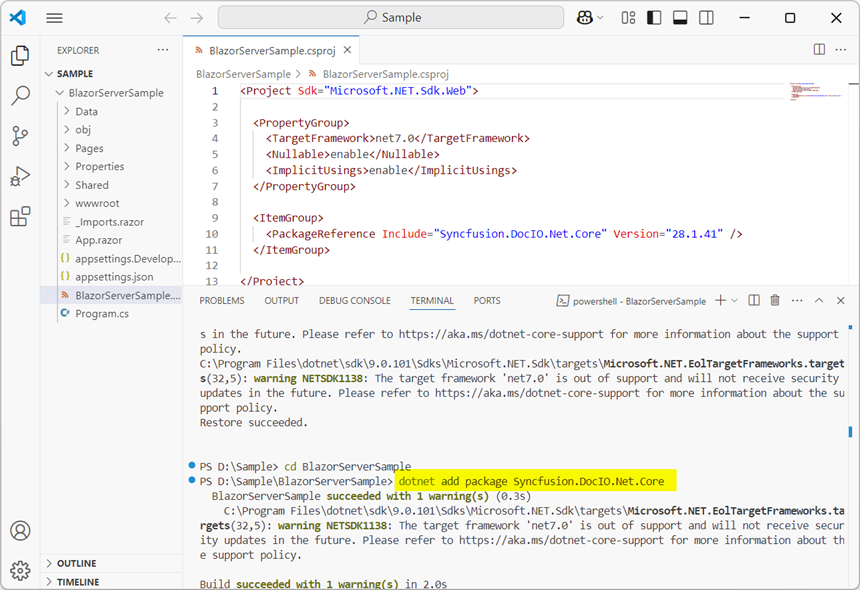 Sample
EXPLORER
SAMPLE
BlazorServerSample
Data
obj
Pages
Properties
Shared
wwwroot
_Imports.razor
App.razor
appsettings.Develop...
appsettings.json
BlazorServerSample....
Program.cs
OUTLINE
TIMELINE
BlazorServerSample.csproj
BlazorServerSample > BlazorServerSample.csproj
1 <Project Sdk="Microsoft.NET.Sdk.Web">
2
3 <PropertyGroup>
4 <TargetFramework>net7.0</TargetFramework>
5 <Nullable>enable</Nullable>
6 <ImplicitUsings>enable</ImplicitUsings>
7 </PropertyGroup>
8
9 <ItemGroup>
10 <PackageReference Include="Syncfusion.DocIO.Net.Core" Version="28.1.41" />
11 </ItemGroup>
12
13 </Project>
PROBLEMS OUTPUT DEBUG CONSOLE TERMINAL PORTS powershell - BlazorServerSample
s in the future. Please refer to https://aka.ms/dotnet-core-support for more information about the support
policy.
C:\Program Files\dotnet\sdk\9.0.101\Sdks\Microsoft.NET.Sdk\targets\Microsoft.NET.EolTargetFrameworks.target
s(32,5): warning NETSDK1138: The target framework 'net7.0' is out of support and will not receive security
updates in the future. Please refer to https://aka.ms/dotnet-core-support for more information about the su
pport policy.
Restore succeeded.
PS D:\Sample> cd BlazorServerSample
PS D:\Sample\BlazorServerSample> dotnet add package Syncfusion.DocIO.Net.Core
BlazorServerSample succeeded with 1 warning(s) (0.3s)
C:\Program Files\dotnet\sdk\9.0.101\Sdks\Microsoft.NET.Sdk\targets\Microsoft.NET.EolTargetFrameworks.ta
rgets(32,5): warning NETSDK1138: The target framework 'net7.0' is out of support and will not receive secur
ity updates in the future. Please refer to https://aka.ms/dotnet-core-support for more information about th
e support policy.
Build succeeded with 1 warning(s) in 2.0s